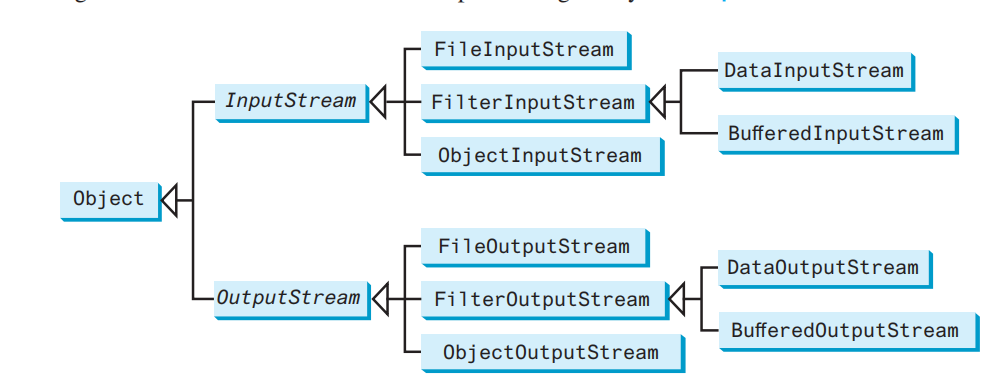 FileInputStream
DataInputStream
InputStream
FilterInputStream
BufferedInputStream
ObjectInputStream
Object
FileOutputStream
DataOutputStream
OutputStream
FilterOutputStream
BufferedOutputStream
ObjectOutputStream